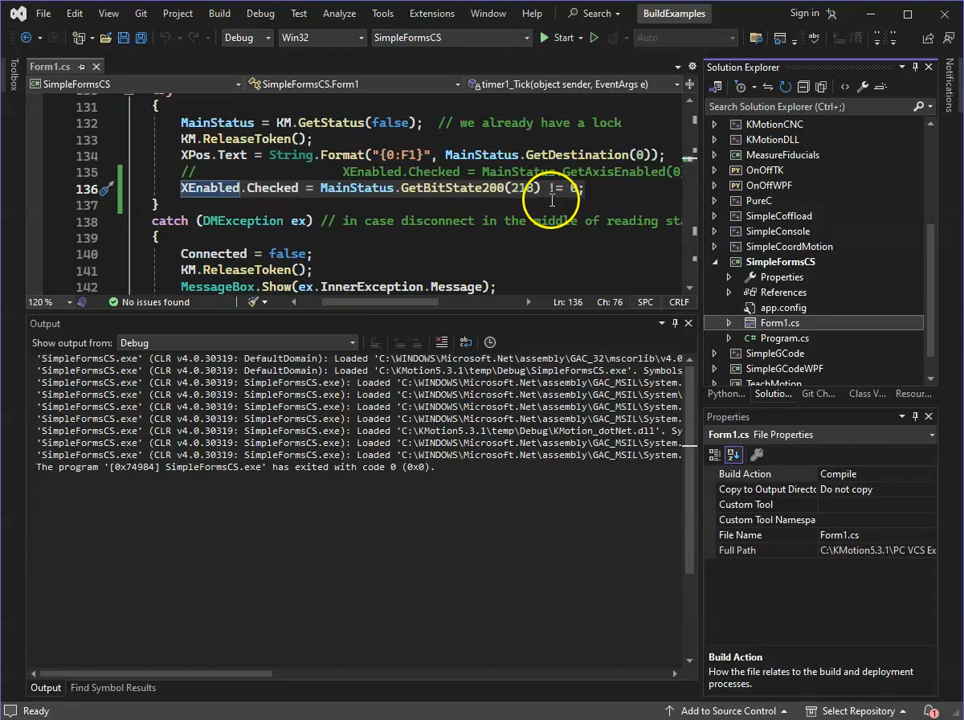 File Edit View Git Project Build Debug Test Analyze Tools Extensions Window Help Search BuildExamples Sign in
Debug Win32 SimpleFormsCS Start Auto
Toolbox
Form1.cs
SimpleFormsCS SimpleFormsCS.Form1 timer1_Tick(object sender, EventArgs e)
131 {
132 MainStatus = KM.GetStatus(false); // we already have a lock
133 KM.ReleaseToken();
134 XPos.Text = String.Format("{0:F1}", MainStatus.GetDestination(0));
135 // XEnabled.Checked = MainStatus.GetAxisEnabled(0)
136 XEnabled.Checked = MainStatus.GetBitState200(218) != 0;
137 }
138 catch (DMException ex) // in case disconnect in the middle of reading sta
139 {
140 Connected = false;
141 KM.ReleaseToken();
142 MessageBox.Show(ex.InnerException.Message);
120 % No issues found Ln: 136 Ch: 76 SPC CRLF
Output
Show output from: Debug
'SimpleFormsCS.exe' (CLR v4.0.30319: DefaultDomain): Loaded 'C:\WINDOWS\Microsoft.Net\assembly\GAC_32\mscorlib\v4.0
'SimpleFormsCS.exe' (CLR v4.0.30319: DefaultDomain): Loaded 'C:\KMotion5.3.1\temp\Debug\SimpleFormsCS.exe'. Symbols
'SimpleFormsCS.exe' (CLR v4.0.30319: SimpleFormsCS.exe): Loaded 'C:\WINDOWS\Microsoft.Net\assembly\GAC_MSIL\System.
'SimpleFormsCS.exe' (CLR v4.0.30319: SimpleFormsCS.exe): Loaded 'C:\WINDOWS\Microsoft.Net\assembly\GAC_MSIL\System\
'SimpleFormsCS.exe' (CLR v4.0.30319: SimpleFormsCS.exe): Loaded 'C:\WINDOWS\Microsoft.Net\assembly\GAC_MSIL\System.
'SimpleFormsCS.exe' (CLR v4.0.30319: SimpleFormsCS.exe): Loaded 'C:\WINDOWS\Microsoft.Net\assembly\GAC_MSIL\System.
'SimpleFormsCS.exe' (CLR v4.0.30319: SimpleFormsCS.exe): Loaded 'C:\KMotion5.3.1\temp\Debug\KMotion_dotNet.dll'. Sy
'SimpleFormsCS.exe' (CLR v4.0.30319: SimpleFormsCS.exe): Loaded 'C:\WINDOWS\Microsoft.Net\assembly\GAC_MSIL\System.
'SimpleFormsCS.exe' (CLR v4.0.30319: SimpleFormsCS.exe): Loaded 'C:\WINDOWS\Microsoft.Net\assembly\GAC_MSIL\System.
The program '[0x74984] SimpleFormsCS.exe' has exited with code 0 (0x0).
Output Find Symbol Results
Solution Explorer
Search Solution Explorer (Ctrl+;)
KMotionCNC
KMotionDLL
MeasureFiducials
OnOffTK
OnOffWPF
PureC
SimpleCoffload
SimpleConsole
SimpleCoordMotion
SimpleFormsCS
Properties
References
app.config
Form1.cs
Program.cs
SimpleGCode
SimpleGCodeWPF
TeachMotion
Python... Solutio... Git Ch... Class V... Resour...
Properties
Form1.cs File Properties
Build Action Compile
Copy to Output Directo Do not copy
Custom Tool
Custom Tool Namespa
File Name Form1.cs
Full Path C:\KMotion5.3.1\PC VCS Ex
Build Action
How the file relates to the build and deployment
processes.
Notifications
Ready Add to Source Control Select Repository 1